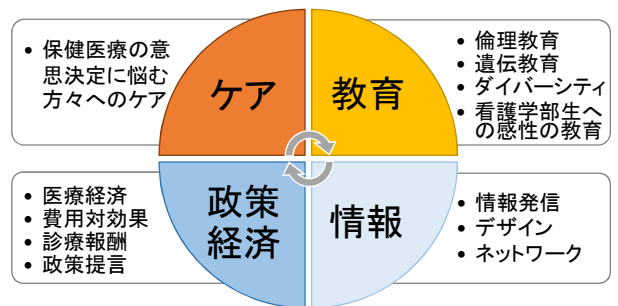 • 保健医療の意
思決定に悩む
方々へのケア
ケア
教育
• 倫理教育
• 遺伝教育
• ダイバーシティ
• 看護学部生へ
の感性の教育
• 医療経済
• 費用対効果
• 診療報酬
• 政策提言
政策
経済
情報
• 情報発信
• デザイン
• ネットワーク